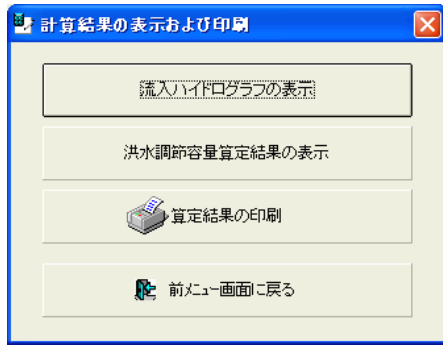 計算結果の表示および印刷
流入ハイドログラフの表示
洪水調節容量算定結果の表示
算定結果の印刷
前ﾒﾆｭｰ画面に戻る